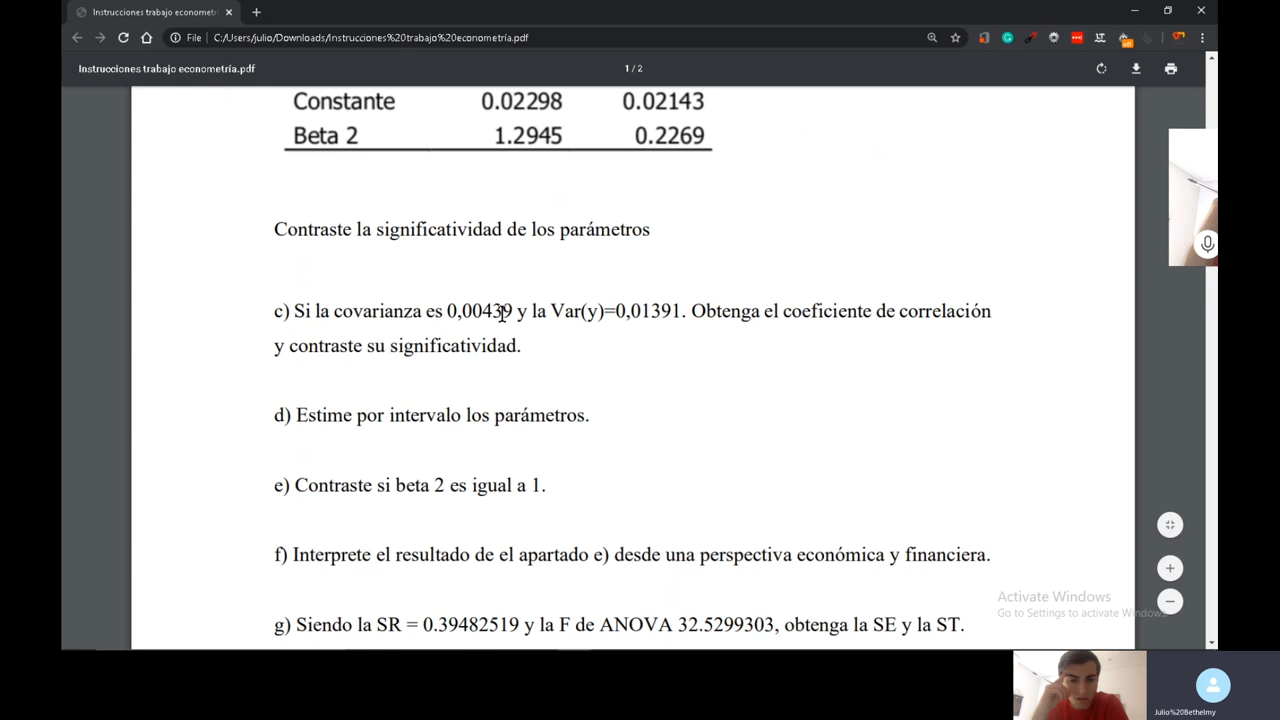 Instrucciones trabajo econometrí
File
C:/Users/julio/Downloads/Instrucciones%20trabajo%20econometría.pdf
Instrucciones trabajo econometría.pdf
1 / 2
Constante 0.02298 0.02143
Beta 2 1.2945 0.2269
Contraste la significatividad de los parámetros
c) Si la covarianza es 0,00439 y la Var(y)=0,01391. Obtenga el coeficiente de correlación
y contraste su significatividad.
d) Estime por intervalo los parámetros.
e) Contraste si beta 2 es igual a 1.
f) Interprete el resultado de el apartado e) desde una perspectiva económica y financiera.
Activate Windows
Go to Settings to activate Windows.
g) Siendo la SR = 0.39482519 y la F de ANOVA 32.5299303, obtenga la SE y la ST.
Julio%20Bethelmy